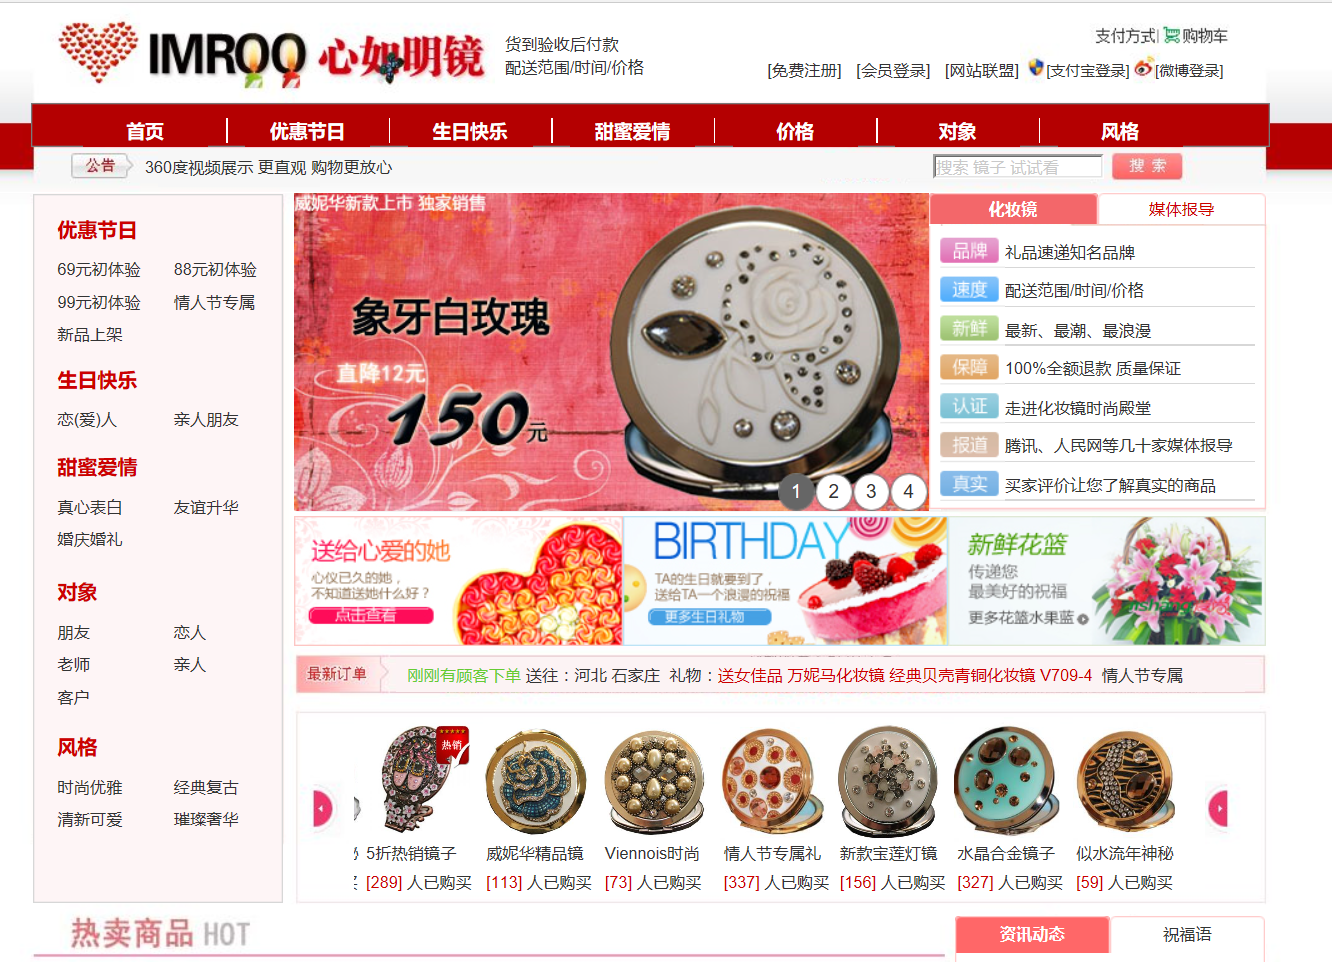 IMROO 心如明镜
货到验收后付款
配送范围/时间/价格
支付方式| 购物车
[免费注册] [会员登录] [网站联盟] [支付宝登录] [微博登录]
首页 优惠节日 生日快乐 甜蜜爱情 价格 对象 风格
公告 360度视频展示 更直观 购物更放心
搜索 镜子 试试看 搜 索
优惠节日
69元初体验 88元初体验
99元初体验 情人节专属
新品上架
生日快乐
恋(爱)人 亲人朋友
甜蜜爱情
真心表白 友谊升华
婚庆婚礼
对象
朋友 恋人
老师 亲人
客户
风格
时尚优雅 经典复古
清新可爱 璀璨奢华
威妮华新款上市 独家销售
象牙白玫瑰
直降12元
150元
1 2 3 4
化妆镜 媒体报导
品牌 礼品速递知名品牌
速度 配送范围/时间/价格
新鲜 最新、最潮、最浪漫
保障 100%全额退款 质量保证
认证 走进化妆镜时尚殿堂
报道 腾讯、人民网等几十家媒体报导
真实 买家评价让您了解真实的商品
送给心爱的她
心仪已久的她，
不知道送她什么好？
点击查看
BIRTHDAY
TA的生日就要到了，
送给TA一个浪漫的祝福
更多生日礼物
新鲜花篮
传递您
最美好的祝福
更多花篮水果蓝
最新订单 刚刚有顾客下单 送往：河北 石家庄 礼物：送女佳品 万妮马化妆镜 经典贝壳青铜化妆镜 V709-4 情人节专属
热销
5折热销镜子 威妮华精品镜 Viennois时尚 情人节专属礼 新款宝莲灯镜 水晶合金镜子 似水流年神秘
[289] 人已购买 [113] 人已购买 [73] 人已购买 [337] 人已购买 [156] 人已购买 [327] 人已购买 [59] 人已购买
热卖商品 HOT
资讯动态 祝福语